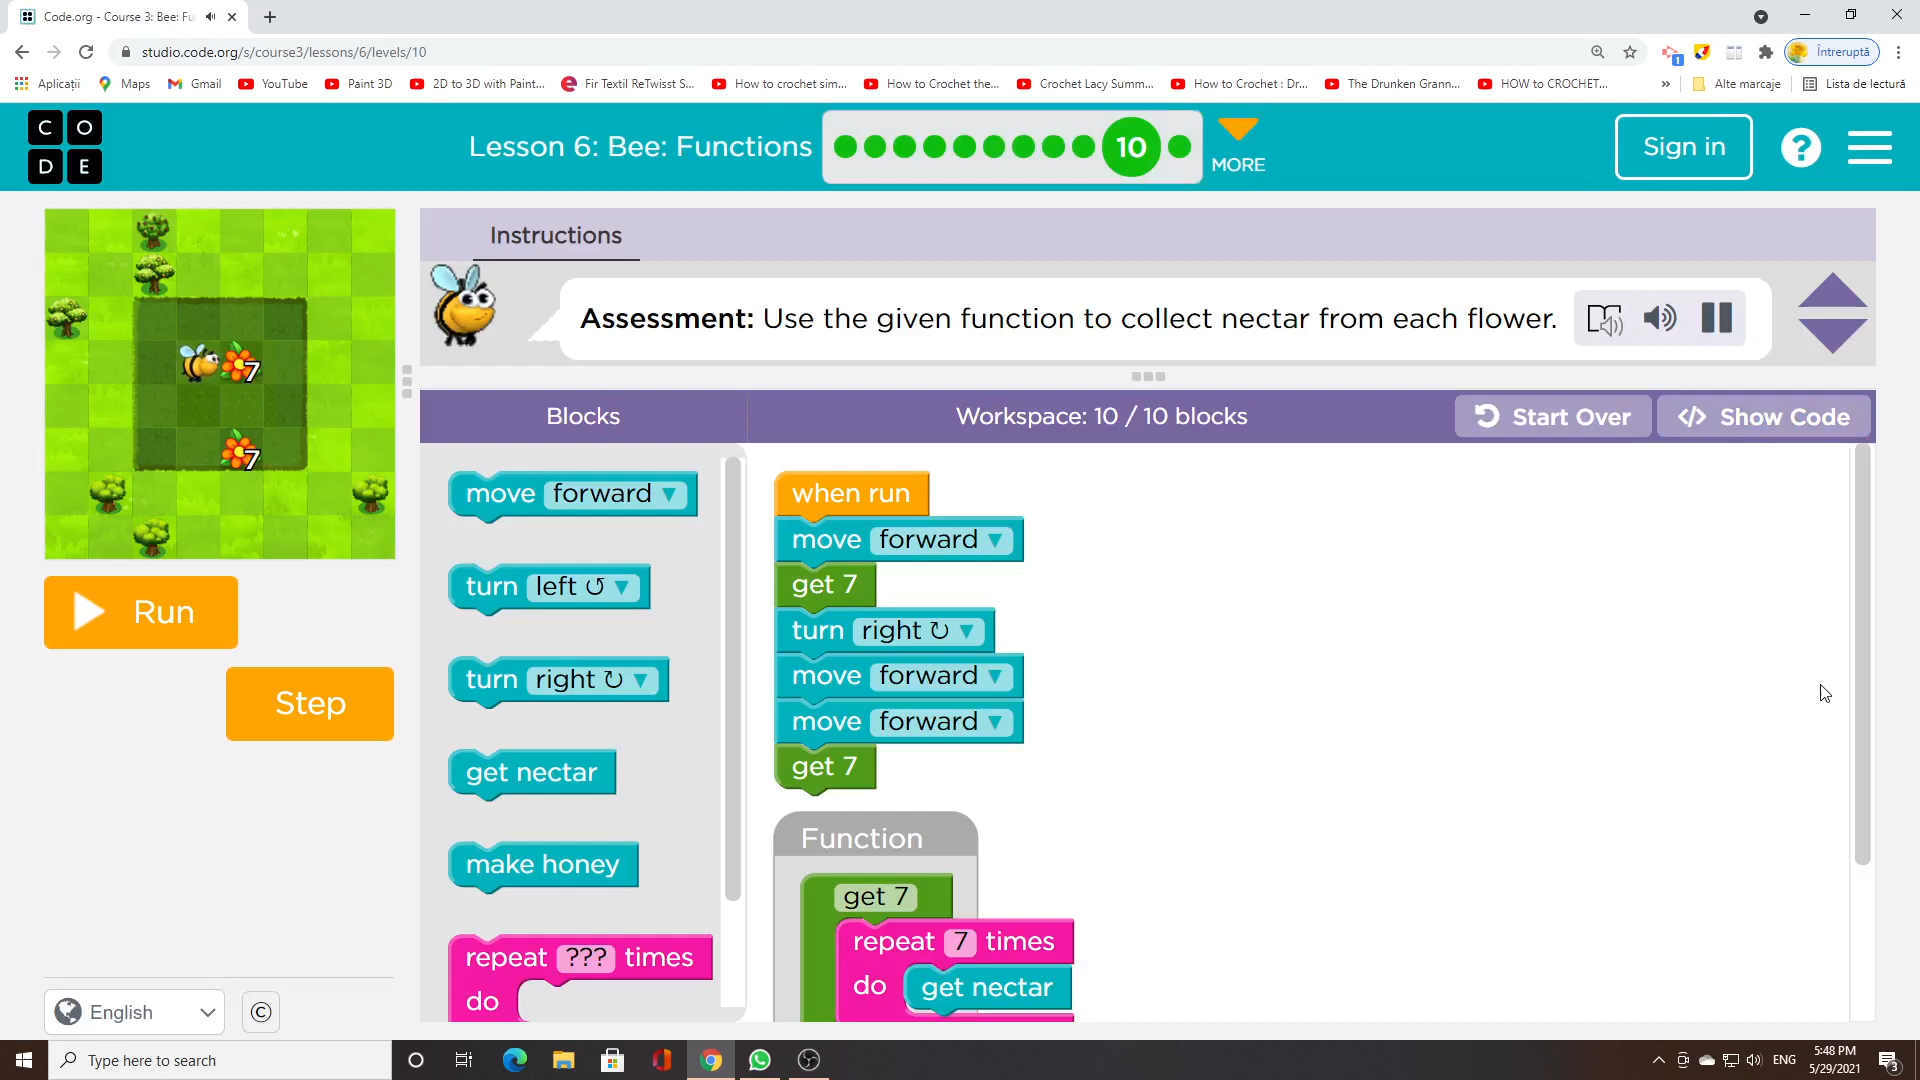 Code.org - Course 3: Bee: Fu
studio.code.org/s/course3/lessons/6/levels/10
1
Întreruptă
Aplicații
Maps
Gmail
YouTube
Paint 3D
2D to 3D with Paint...
Fir Textil ReTwisst S...
How to crochet sim...
How to Crochet the...
Crochet Lacy Summ...
How to Crochet : Dr...
The Drunken Grann...
HOW to CROCHET...
»
Alte marcaje
Lista de lectură
C O
D E
Lesson 6: Bee: Functions
10
MORE
Sign in
?
Instructions
Assessment: Use the given function to collect nectar from each flower.
7
7
Run
Step
Blocks
Workspace: 10 / 10 blocks
Start Over
Show Code
move forward
turn left
turn right
get nectar
make honey
repeat ??? times
do
when run
move forward
get 7
turn right
move forward
move forward
get 7
Function
get 7
repeat 7 times
do get nectar
English
©
Type here to search
ENG
5:48 PM
5/29/2021
3